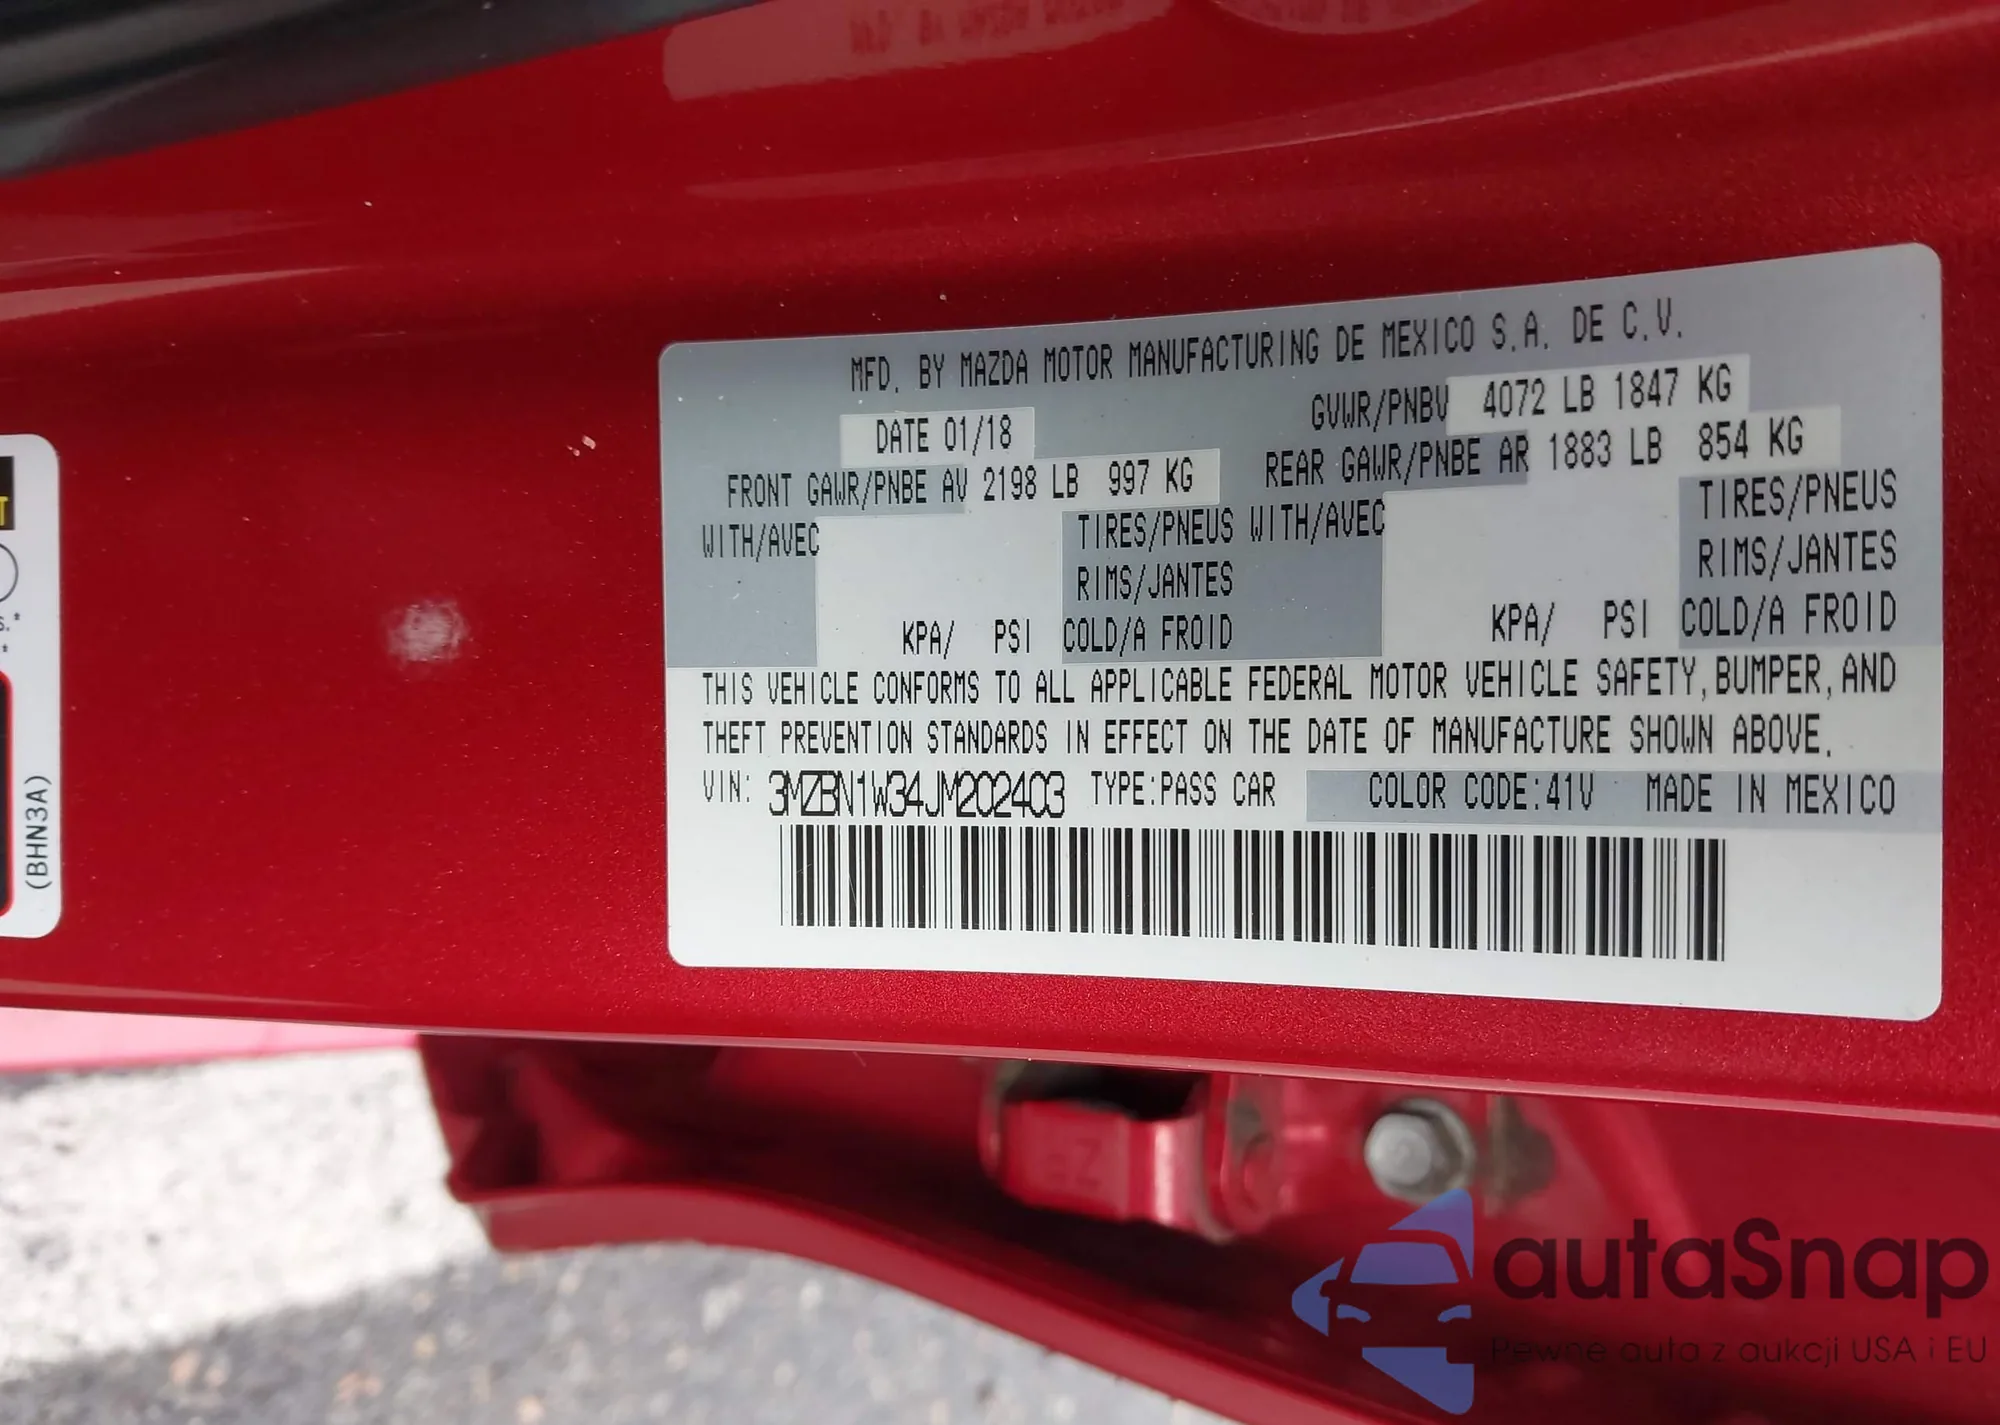 MFD. BY MAZDA MOTOR MANUFACTURING DE MEXICO S.A. DE C.V.
DATE 01/18 GVWR/PNBV 4072 LB 1847 KG
FRONT GAWR/PNBE AV 2198 LB 997 KG REAR GAWR/PNBE AR 1883 LB 854 KG
WITH/AVEC TIRES/PNEUS WITH/AVEC TIRES/PNEUS
RIMS/JANTES RIMS/JANTES
KPA/ PSI COLD/A FROID KPA/ PSI COLD/A FROID
THIS VEHICLE CONFORMS TO ALL APPLICABLE FEDERAL MOTOR VEHICLE SAFETY, BUMPER, AND
THEFT PREVENTION STANDARDS IN EFFECT ON THE DATE OF MANUFACTURE SHOWN ABOVE.
VIN: 3MZBN1W34JM202403 TYPE:PASS CAR COLOR CODE:41V MADE IN MEXICO
(BHN3A)
autaSnap
Pewne auta z aukcji USA i EU